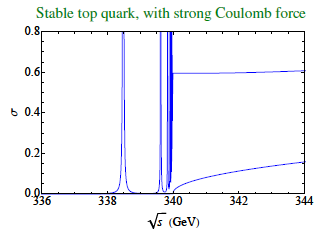 Stable top quark, with strong Coulomb force
0.8
0.6
σ
0.4
0.2
0.0
336 338 340 342 344
√s (GeV)